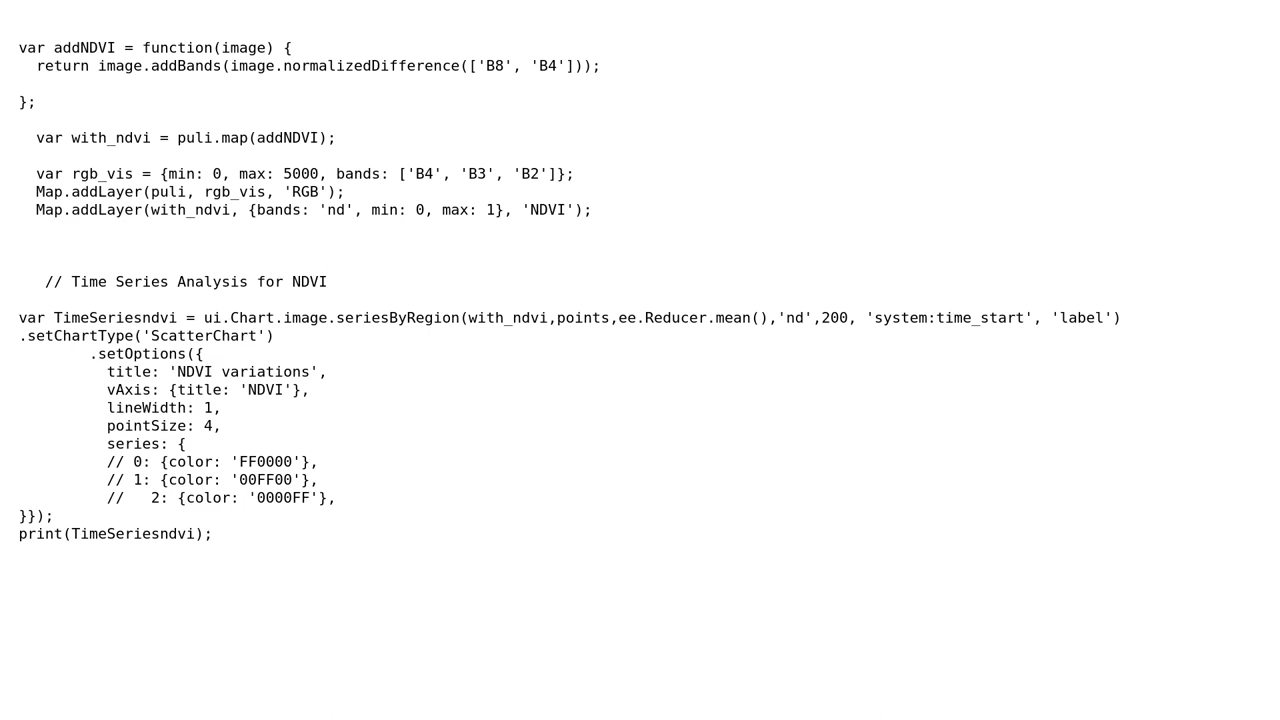 var addNDVI = function(image) {
  return image.addBands(image.normalizedDifference(['B8', 'B4']));
};
  var with_ndvi = puli.map(addNDVI);
  var rgb_vis = {min: 0, max: 5000, bands: ['B4', 'B3', 'B2']};
  Map.addLayer(puli, rgb_vis, 'RGB');
  Map.addLayer(with_ndvi, {bands: 'nd', min: 0, max: 1}, 'NDVI');
   // Time Series Analysis for NDVI
var TimeSeriesndvi = ui.Chart.image.seriesByRegion(with_ndvi,points,ee.Reducer.mean(),'nd',200, 'system:time_start', 'label')
.setChartType('ScatterChart')
        .setOptions({
          title: 'NDVI variations',
          vAxis: {title: 'NDVI'},
          lineWidth: 1,
          pointSize: 4,
          series: {
          // 0: {color: 'FF0000'},
          // 1: {color: '00FF00'},
          //   2: {color: '0000FF'},
}});
print(TimeSeriesndvi);